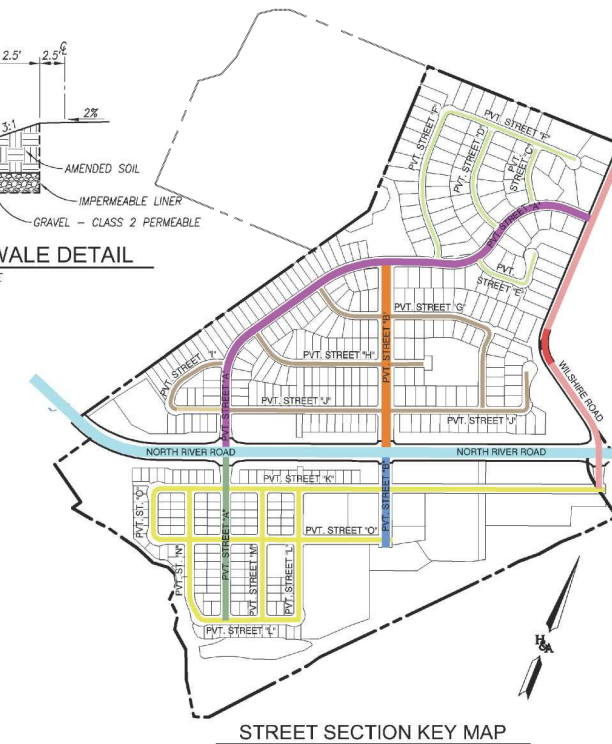 2.5' 2.5' ℄
2%
3:1
AMENDED SOIL
IMPERMEABLE LINER
GRAVEL – CLASS 2 PERMEABLE
WALE DETAIL
PVT. STREET "F"
PVT. STREET "F"
PVT. STREET "D"
PVT. STREET "C"
PVT. STREET "A"
PVT. STREET "E"
PVT. STREET "G"
PVT. STREET "B"
PVT. STREET "H"
PVT. STREET "I"
PVT. STREET "A"
PVT. STREET "J"
PVT. STREET "J"
WILSHIRE ROAD
NORTH RIVER ROAD
NORTH RIVER ROAD
PVT. STREET "K"
PVT. ST. "O"
PVT. STREET "A"
PVT. STREET "B"
PVT. STREET "O"
PVT. ST. "N"
PVT. STREET "M"
PVT. STREET "L"
PVT. STREET "L"
H&A
STREET SECTION KEY MAP